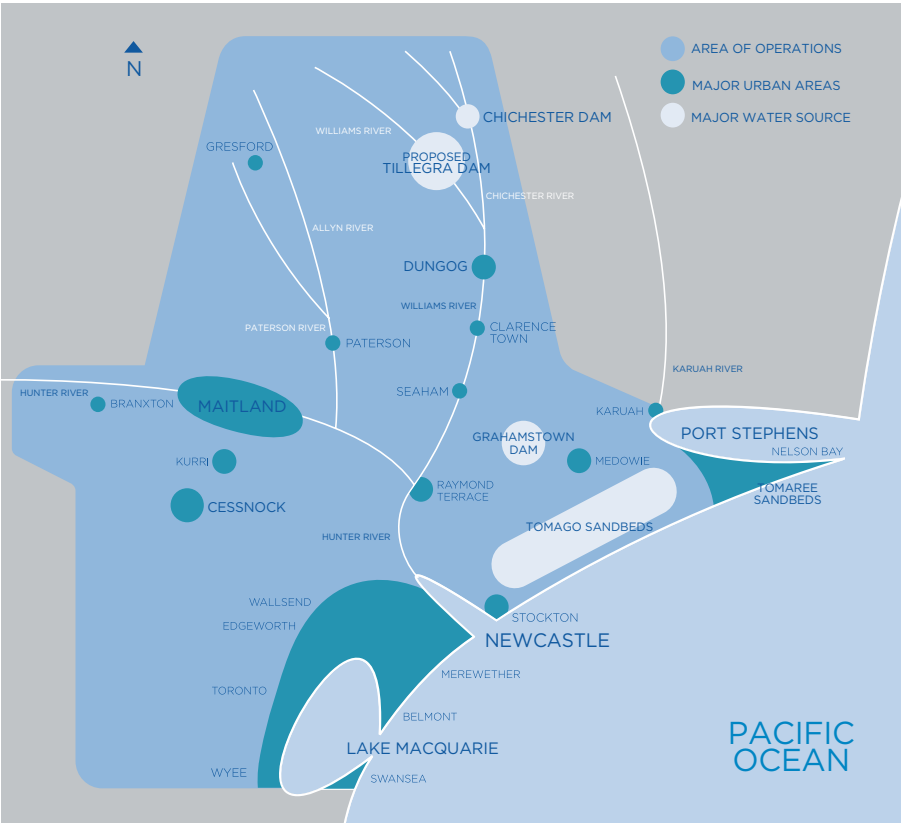 N
AREA OF OPERATIONS
MAJOR URBAN AREAS
MAJOR WATER SOURCE
CHICHESTER DAM
WILLIAMS RIVER
GRESFORD
PROPOSED
TILLEGRA DAM
CHICHESTER RIVER
ALLYN RIVER
DUNGOG
WILLIAMS RIVER
PATERSON RIVER
CLARENCE
TOWN
PATERSON
KARUAH RIVER
HUNTER RIVER
SEAHAM
BRANXTON
MAITLAND
KARUAH
PORT STEPHENS
GRAHAMSTOWN
DAM
NELSON BAY
KURRI
MEDOWIE
RAYMOND
TERRACE
TOMAREE
SANDBEDS
CESSNOCK
TOMAGO SANDBEDS
HUNTER RIVER
WALLSEND
STOCKTON
EDGEWORTH
NEWCASTLE
MEREWETHER
TORONTO
BELMONT
PACIFIC
OCEAN
LAKE MACQUARIE
WYEE
SWANSEA